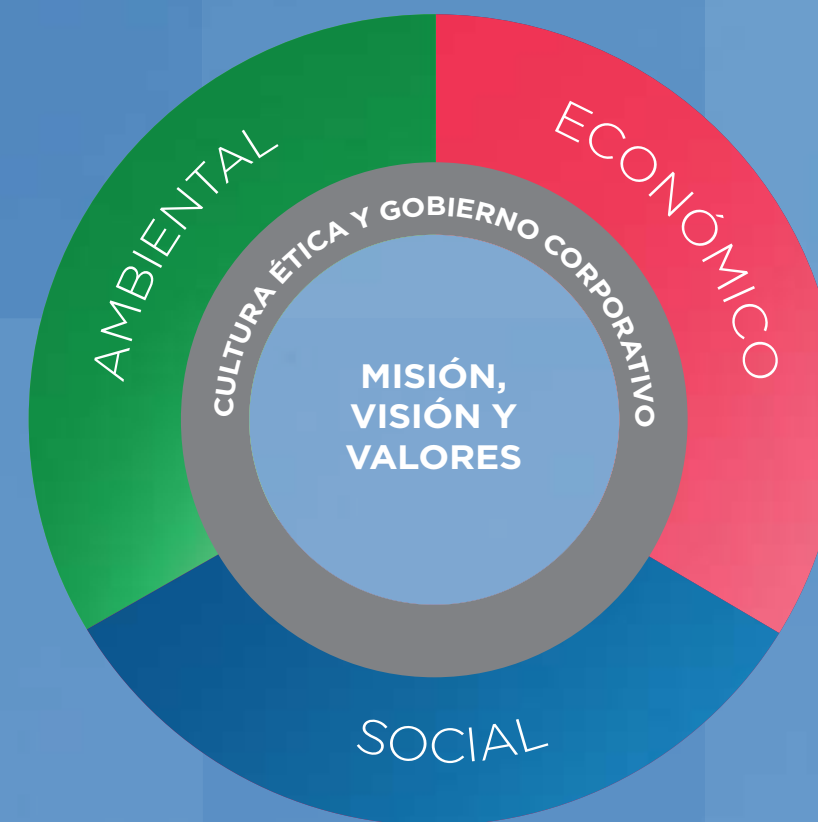 AMBIENTAL
ECONÓMICO
CULTURA ÉTICA Y GOBIERNO CORPORATIVO
MISIÓN,
VISIÓN Y
VALORES
SOCIAL